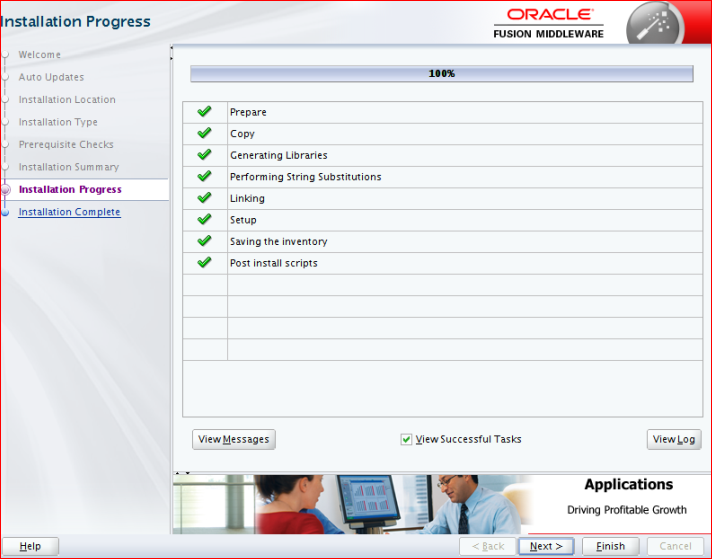 Installation Progress
ORACLE®
FUSION MIDDLEWARE
Welcome
Auto Updates
Installation Location
Installation Type
Prerequisite Checks
Installation Summary
Installation Progress
Installation Complete
100%
Prepare
Copy
Generating Libraries
Performing String Substitutions
Linking
Setup
Saving the inventory
Post install scripts
View Messages
View Successful Tasks
View Log
Applications
Driving Profitable Growth
Help
< Back
Next >
Finish
Cancel